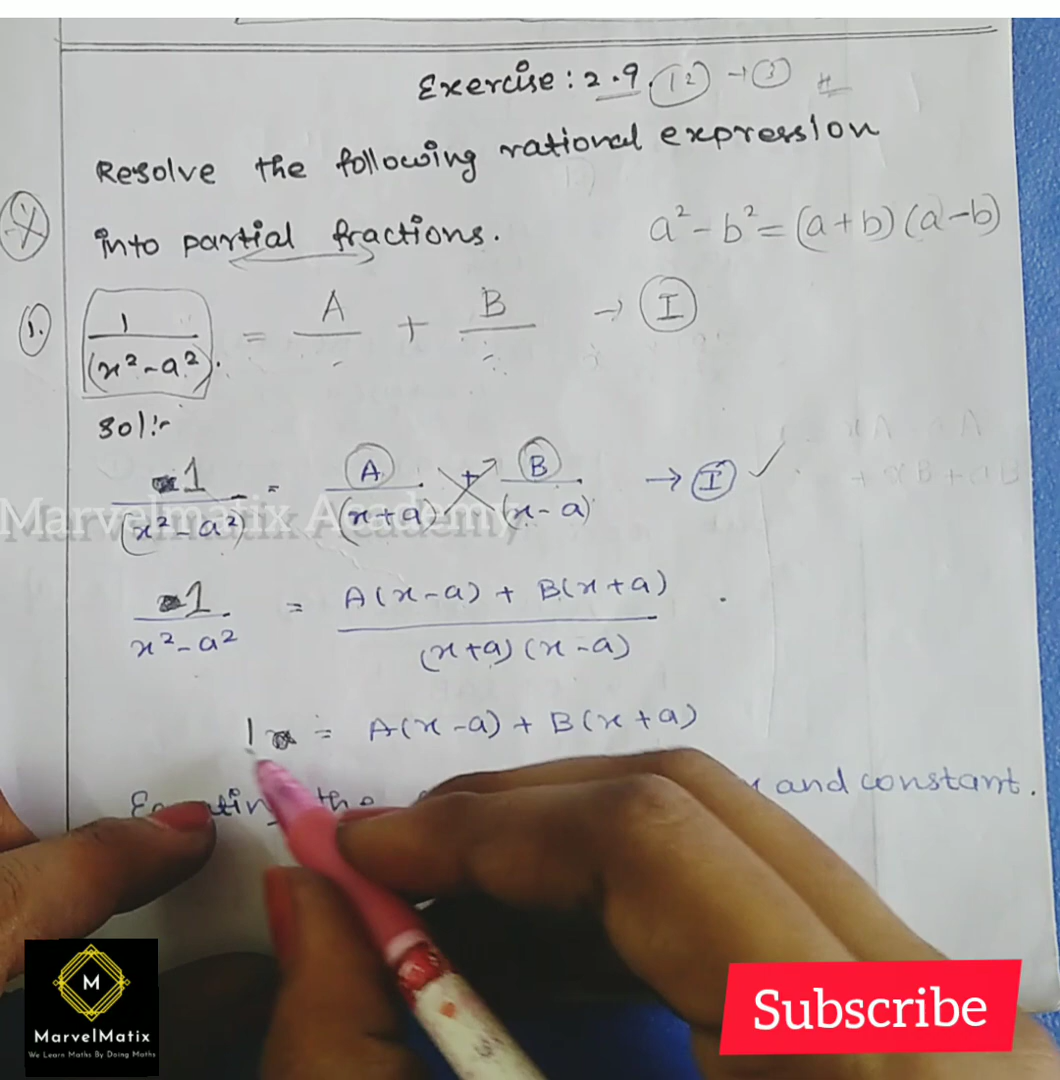 Exercise : 2.9. (12) → (3)
Resolve the following rational expression
into partial fractions.
a² - b² = (a+b) (a-b)
1. 1/(x² - a²) = A/ + B/ → I
Sol:-
1/(x² - a²) = A/(x+a) + B/(x-a) → I ✓
Marvelmatix Academy
1/x² - a² = A(x-a) + B(x+a)/(x+a) (x-a)
1 = A(x-a) + B(x+a)
Equating the
and constant.
M
MarvelMatix
We Learn Maths By Doing Maths
Subscribe